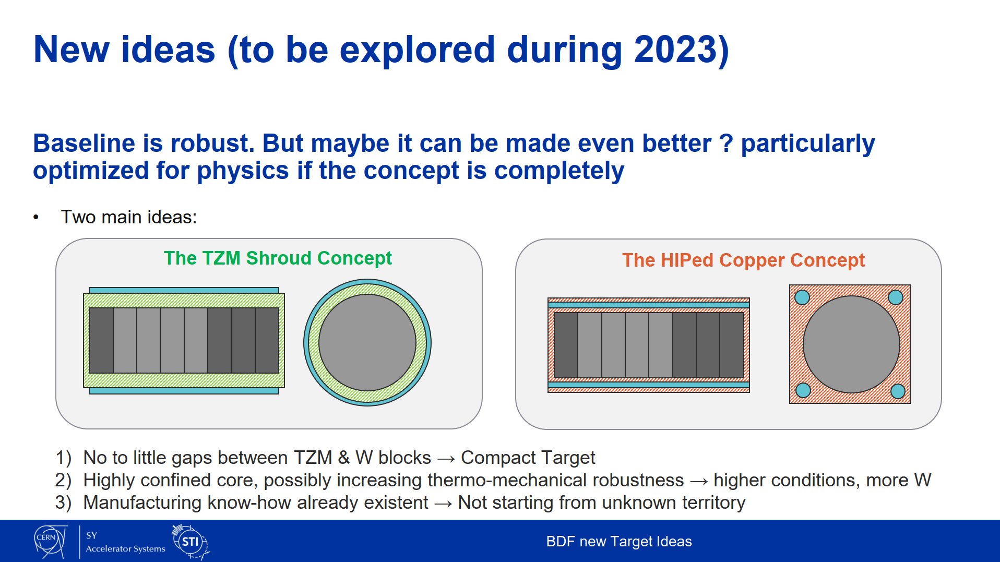 New ideas (to be explored during 2023)
Baseline is robust. But maybe it can be made even better ? particularly
optimized for physics if the concept is completely
• Two main ideas:
The TZM Shroud Concept
The HIPed Copper Concept
1) No to little gaps between TZM & W blocks → Compact Target
2) Highly confined core, possibly increasing thermo-mechanical robustness → higher conditions, more W
3) Manufacturing know-how already existent → Not starting from unknown territory
CERN
SY
Accelerator Systems
STI
BDF new Target Ideas